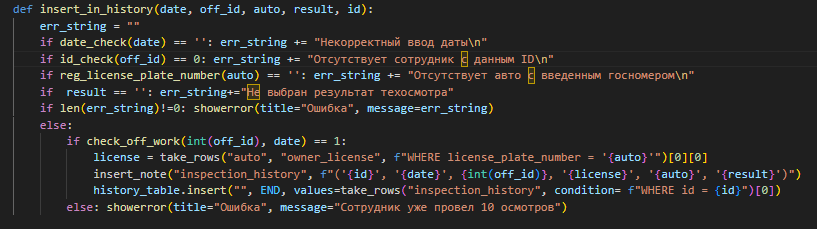 def insert_in_history(date, off_id, auto, result, id):
    err_string = ""
    if date_check(date) == '': err_string += "Некорректный ввод даты\n"
    if id_check(off_id) == 0: err_string += "Отсутствует сотрудник с данным ID\n"
    if reg_license_plate_number(auto) == '': err_string += "Отсутствует авто с введенным госномером\n"
    if  result == '': err_string+="Не выбран результат техосмотра"
    if len(err_string)!=0: showerror(title="Ошибка", message=err_string)
    else:
        if check_off_work(int(off_id), date) == 1:
            license = take_rows("auto", "owner_license", f"WHERE license_plate_number = '{auto}'")[0][0]
            insert_note("inspection_history", f"('{id}', '{date}', {int(off_id)}, '{license}', '{auto}', '{result}')")
            history_table.insert("", END, values=take_rows("inspection_history", condition= f"WHERE id = {id}")[0])
        else: showerror(title="Ошибка", message="Сотрудник уже провел 10 осмотров")